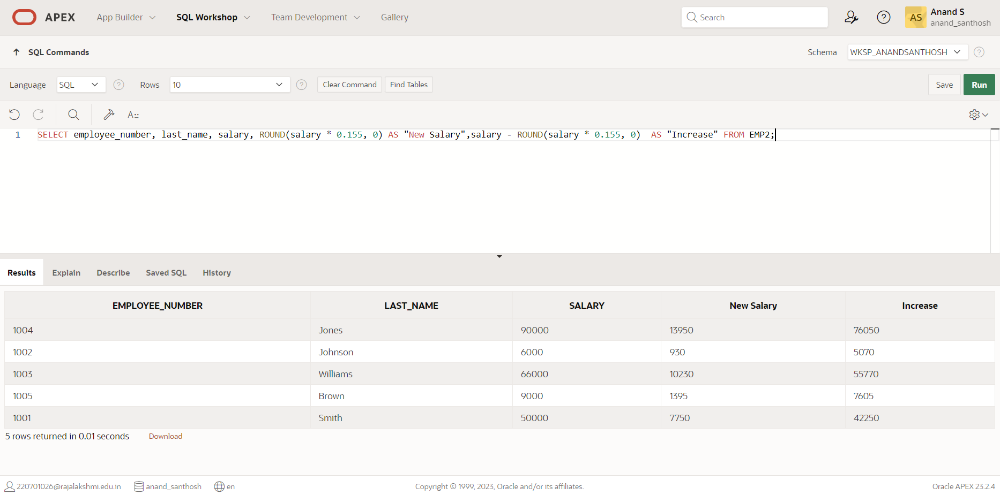 APEX App Builder SQL Workshop Team Development Gallery Search AS Anand S
anand_santhosh
SQL Commands Schema WKSP_ANANDSANTHOSH ?
Language SQL ? Rows 10 ? Clear Command Find Tables Save Run
A::
1 SELECT employee_number, last_name, salary, ROUND(salary * 0.155, 0) AS "New Salary",salary - ROUND(salary * 0.155, 0)  AS "Increase" FROM EMP2;
Results Explain Describe Saved SQL History
EMPLOYEE_NUMBER LAST_NAME SALARY New Salary Increase
1004 Jones 90000 13950 76050
1002 Johnson 6000 930 5070
1003 Williams 66000 10230 55770
1005 Brown 9000 1395 7605
1001 Smith 50000 7750 42250
5 rows returned in 0.01 seconds Download
220701026@rajalakshmi.edu.in anand_santhosh en Copyright © 1999, 2023, Oracle and/or its affiliates. Oracle APEX 23.2.4